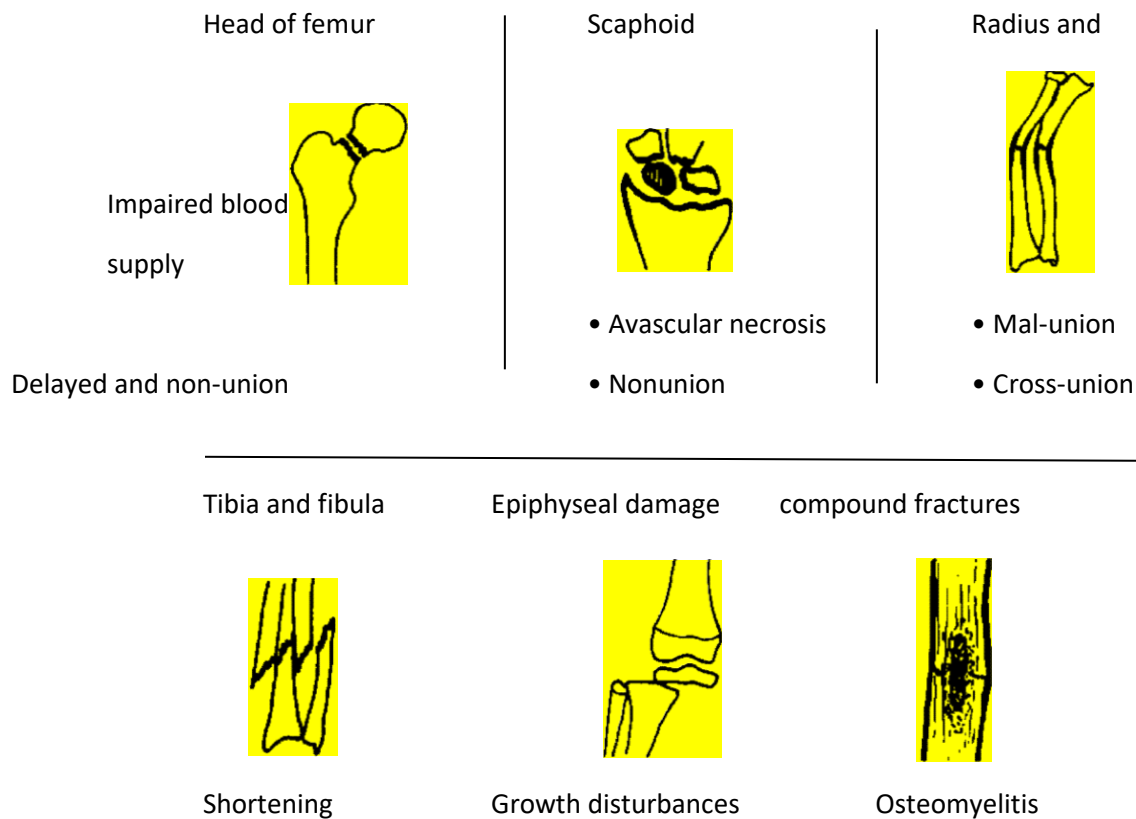 Head of femur
Impaired blood
supply
Delayed and non-union
Scaphoid
• Avascular necrosis
• Nonunion
Radius and
• Mal-union
• Cross-union
Tibia and fibula
Shortening
Epiphyseal damage
Growth disturbances
compound fractures
Osteomyelitis